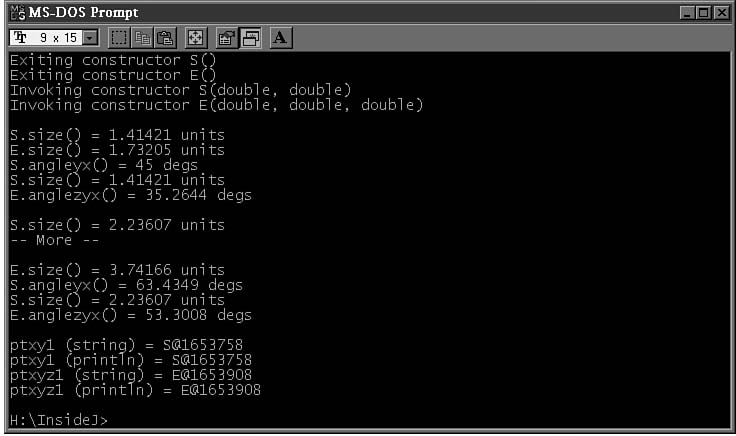 MS-DOS Prompt
Tr 9 x 15 A
Exiting constructor S()
Exiting constructor E()
Invoking constructor S(double, double)
Invoking constructor E(double, double, double)
S.size() = 1.41421 units
E.size() = 1.73205 units
S.angleyx() = 45 degs
S.size() = 1.41421 units
E.anglezyx() = 35.2644 degs
S.size() = 2.23607 units
-- More --
E.size() = 3.74166 units
S.angleyx() = 63.4349 degs
S.size() = 2.23607 units
E.anglezyx() = 53.3008 degs
ptxy1 (string) = S@1653758
ptxy1 (println) = S@1653758
ptxyz1 (string) = E@1653908
ptxyz1 (println) = E@1653908
H:\InsideJ>